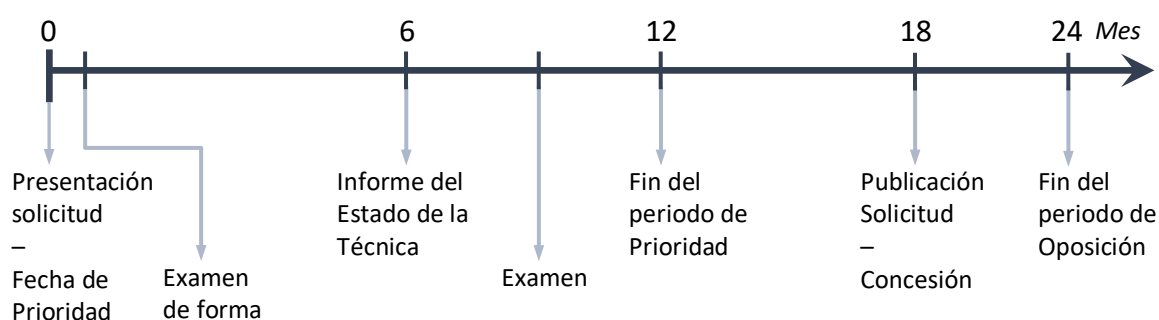 0
6
12
18
24 Mes
Presentación
solicitud
–
Fecha de
Prioridad
Examen
de forma
Informe del
Estado de la
Técnica
Examen
Fin del
periodo de
Prioridad
Publicación
Solicitud
–
Concesión
Fin del
periodo de
Oposición